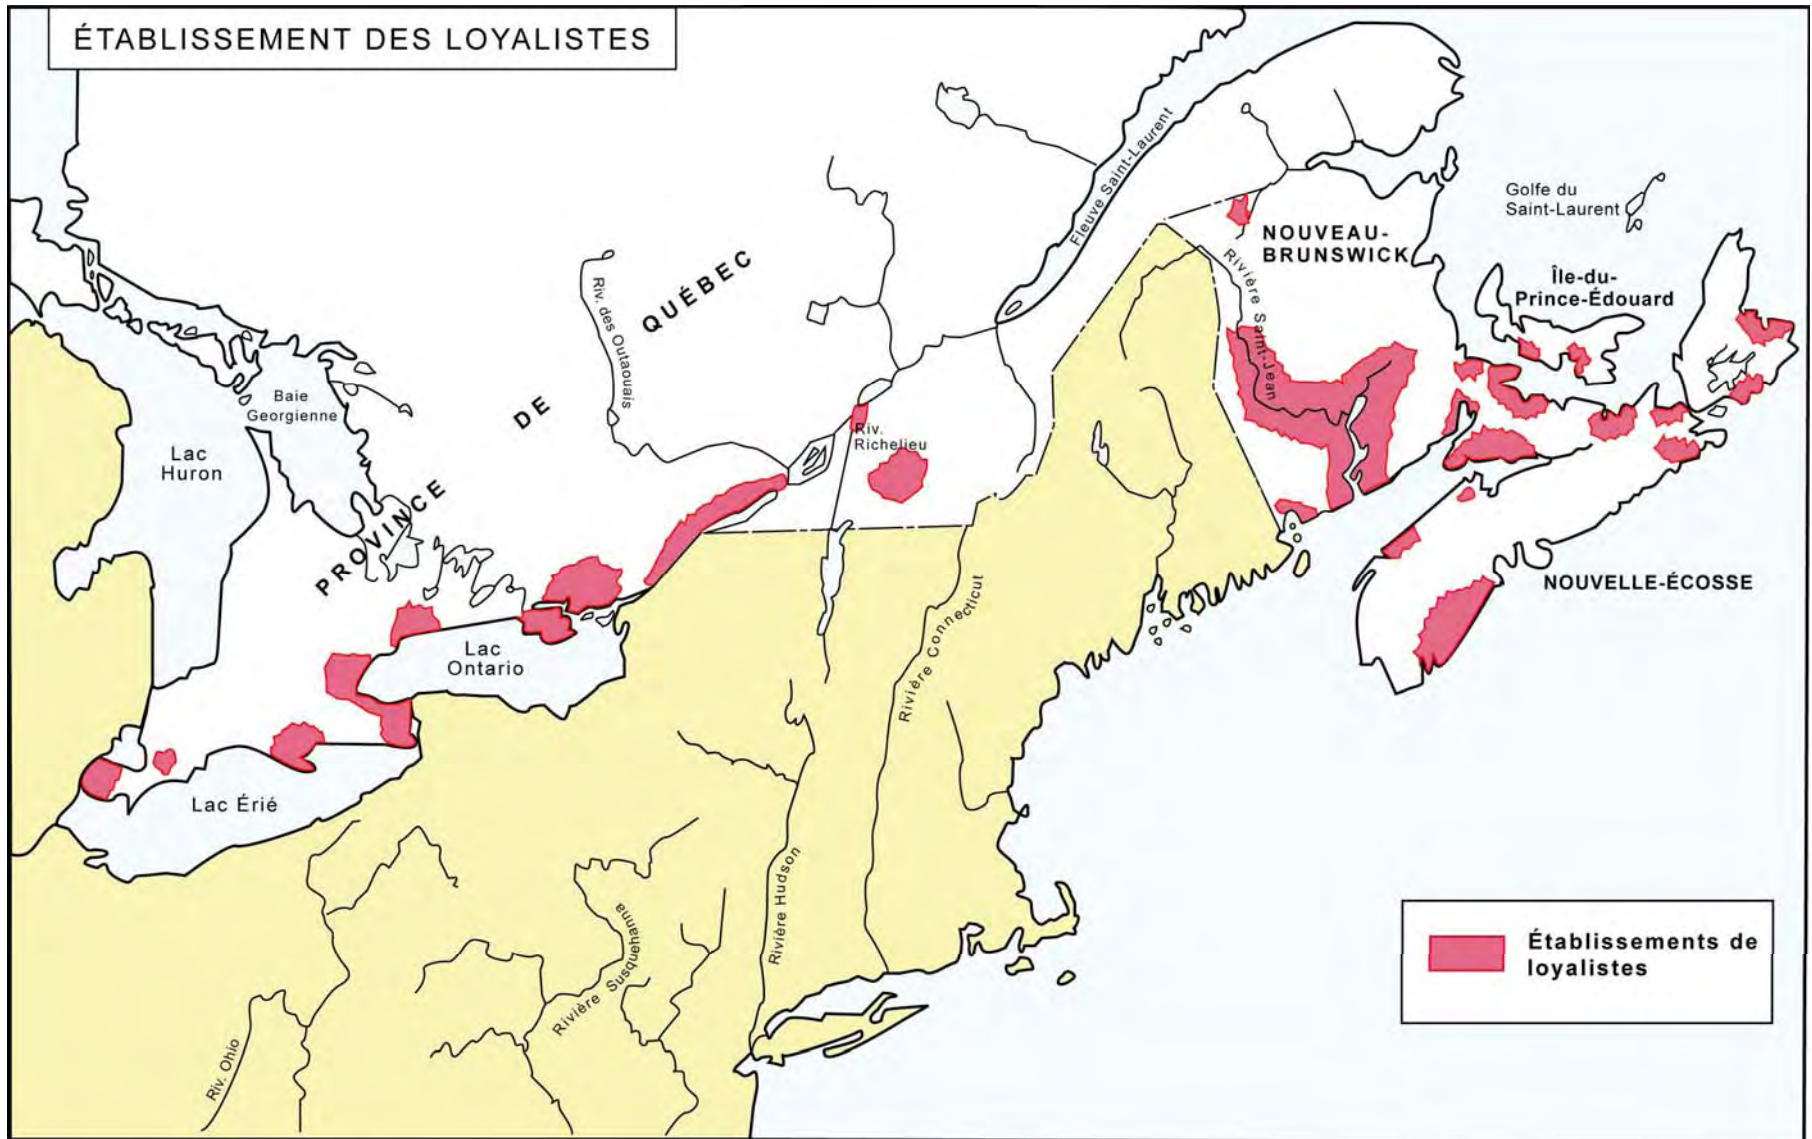 ÉTABLISSEMENT DES LOYALISTES
Fleuve Saint-Laurent
Golfe du
Saint-Laurent
NOUVEAU-
BRUNSWICK
Rivière Saint-Jean
Île-du-
Prince-Édouard
Riv. des Outaouais
PROVINCE DE QUÉBEC
Baie
Georgienne
Lac
Huron
Riv.
Richelieu
NOUVELLE-ÉCOSSE
Lac
Ontario
Rivière Connecticut
Lac Érié
Rivière Hudson
Rivière Susquehanna
Riv. Ohio
Établissements de
loyalistes